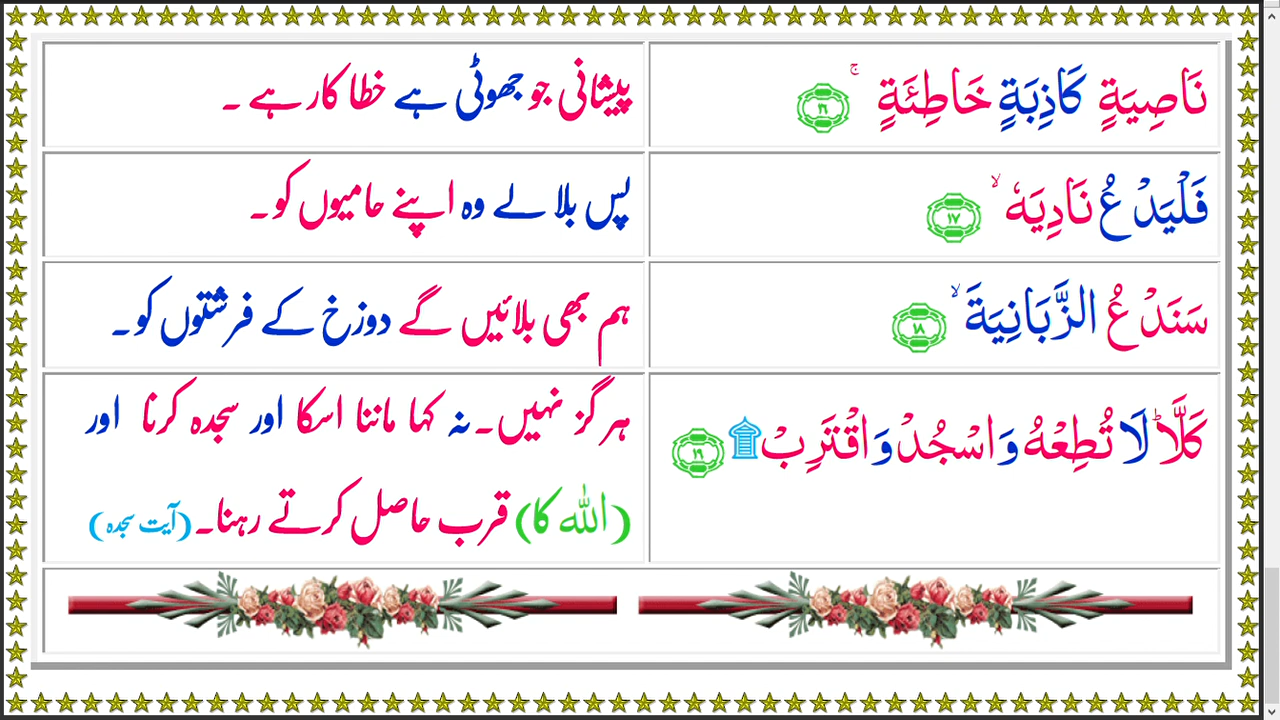 نَاصِيَةٍ كَاذِبَةٍ خَاطِئَةٍ ۚ ١٦
پیشانی جو جھوٹی ہے خطا کار ہے ۔
فَلْيَدْعُ نَادِيَهٗ ۙ ١٧
پس بلا لے وہ اپنے حامیوں کو۔
سَنَدْعُ الزَّبَانِيَةَ ۙ ١٨
ہم بھی بلائیں گے دوزخ کے فرشتوں کو۔
كَلَّا ؕ لَا تُطِعْهُ وَ اسْجُدْ وَ اقْتَرِبْ ۩ ١٩
ہرگز نہیں۔ نہ کہا ماننا اسکا اور سجدہ کرنا اور
(اللہ کا) قرب حاصل کرتے رہنا۔ (آیت سجدہ)